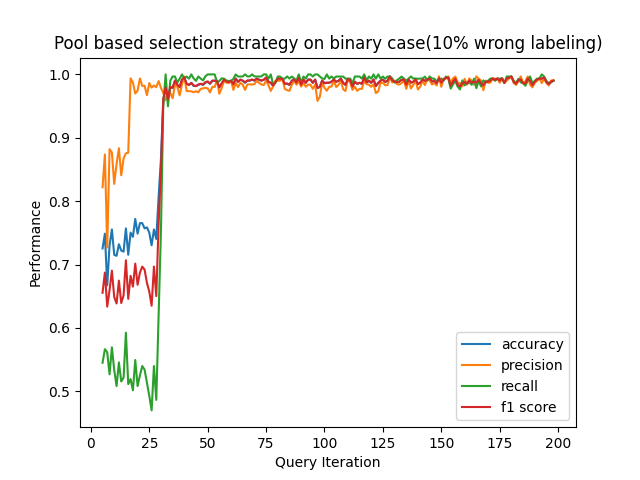 Pool based selection strategy on binary case(10% wrong labeling)
1.0
0.9
0.8
0.7
0.6
0.5
Performance
0
25
50
75
100
125
150
175
200
Query Iteration
accuracy
precision
recall
f1 score